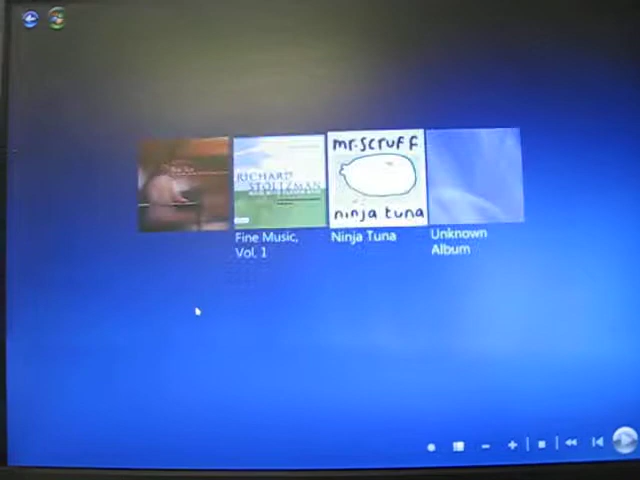 mr.scruff
RICHARD
STOLTZMAN
ninja tuna
Fine Music,
Vol. 1
Ninja Tuna
Unknown
Album